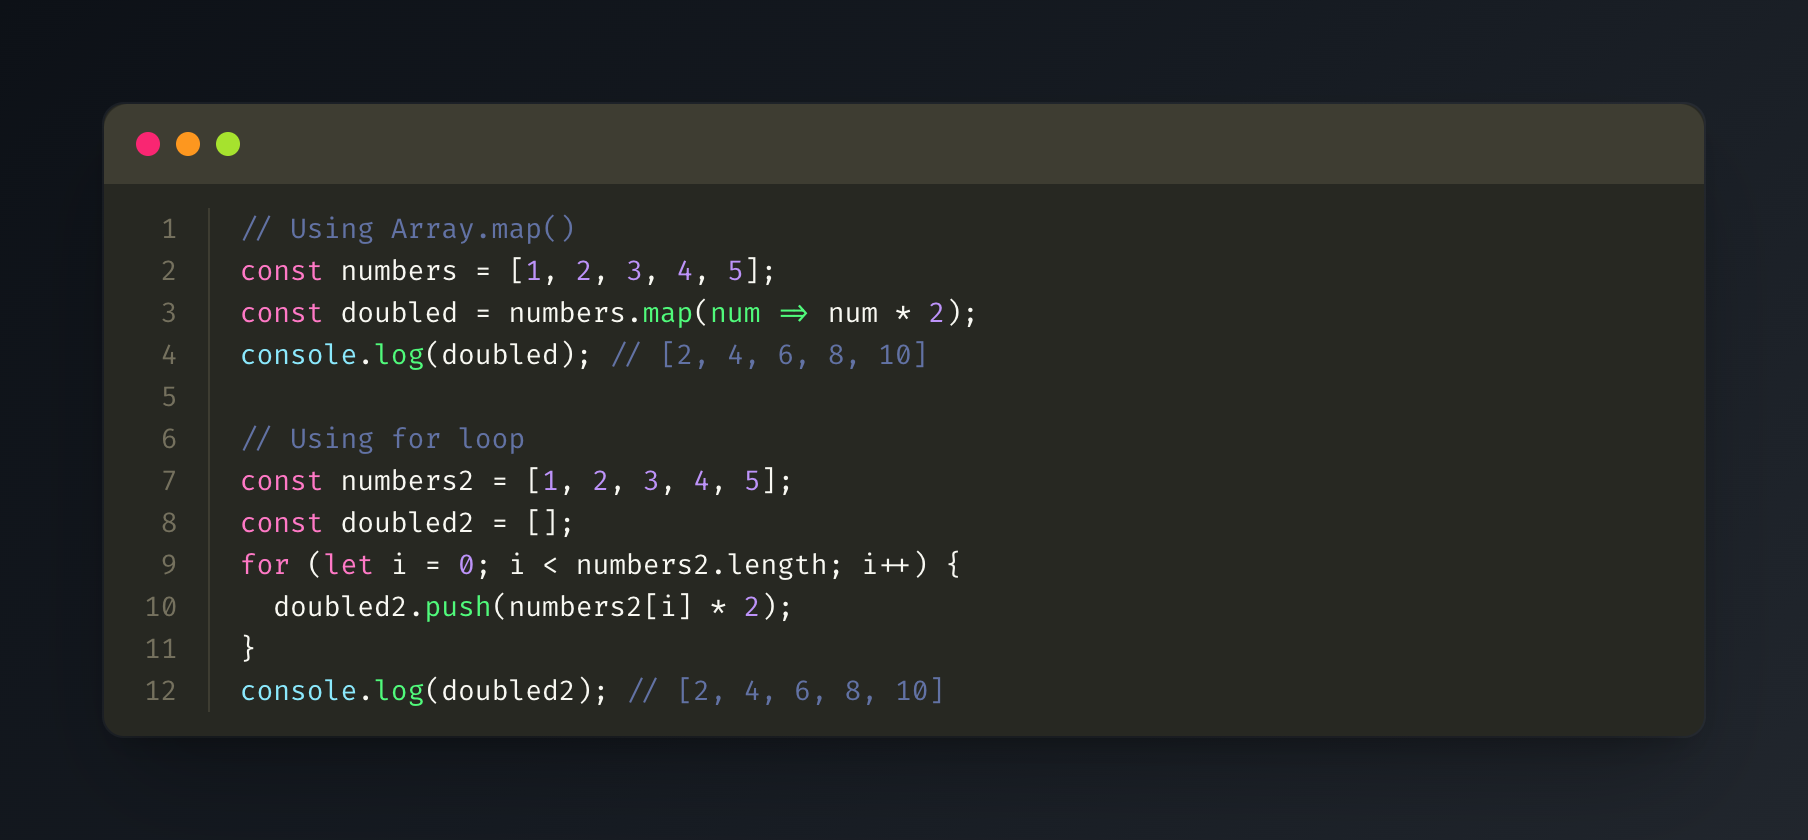 1 // Using Array.map()
2 const numbers = [1, 2, 3, 4, 5];
3 const doubled = numbers.map(num => num * 2);
4 console.log(doubled); // [2, 4, 6, 8, 10]
5
6 // Using for loop
7 const numbers2 = [1, 2, 3, 4, 5];
8 const doubled2 = [];
9 for (let i = 0; i < numbers2.length; i++) {
10   doubled2.push(numbers2[i] * 2);
11 }
12 console.log(doubled2); // [2, 4, 6, 8, 10]